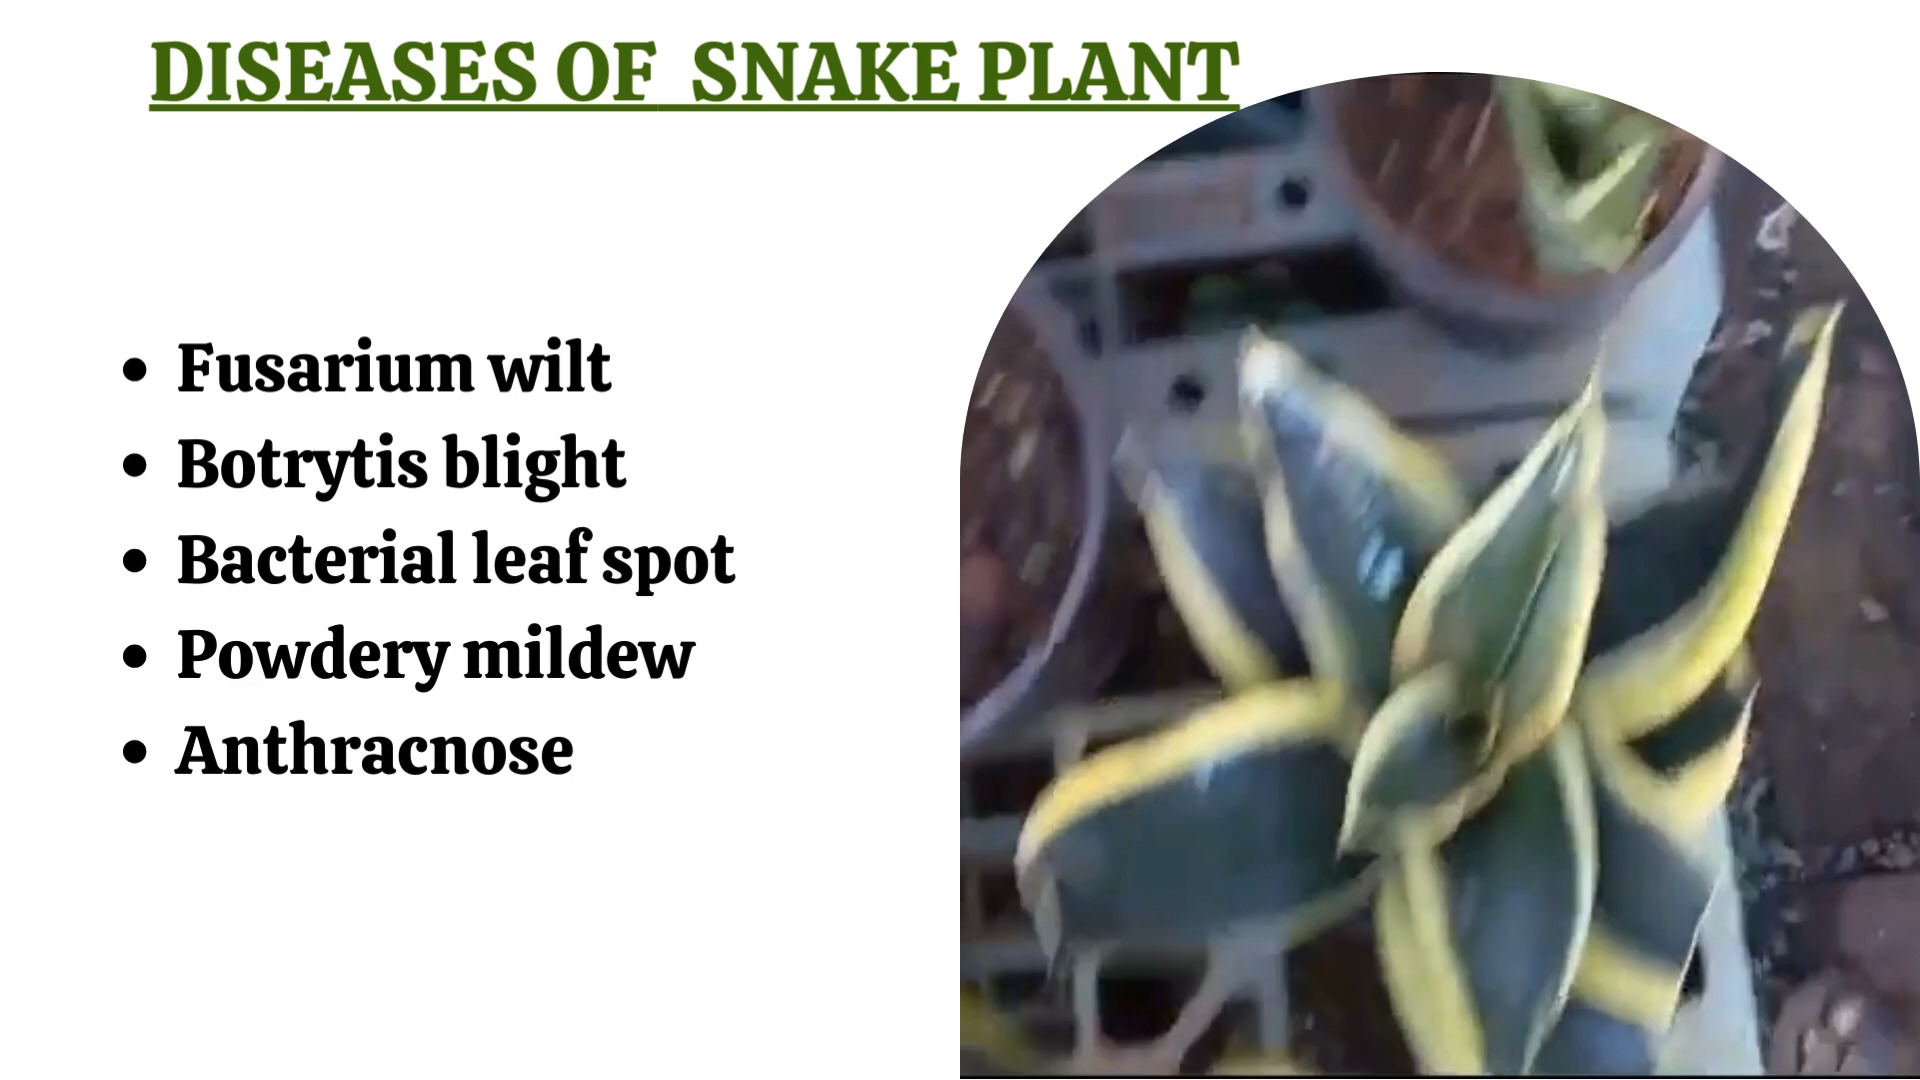 DISEASES OF SNAKE PLANT
• Fusarium wilt
• Botrytis blight
• Bacterial leaf spot
• Powdery mildew
• Anthracnose